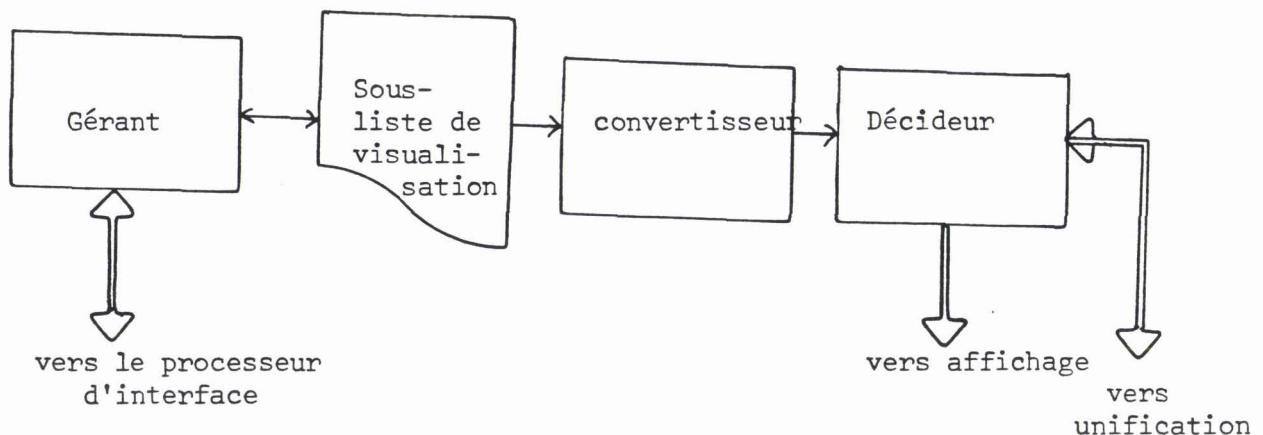 Gérant
Sous-
liste de
visuali-
sation
convertisseur
Décideur
vers le processeur
d'interface
vers affichage
vers
unification